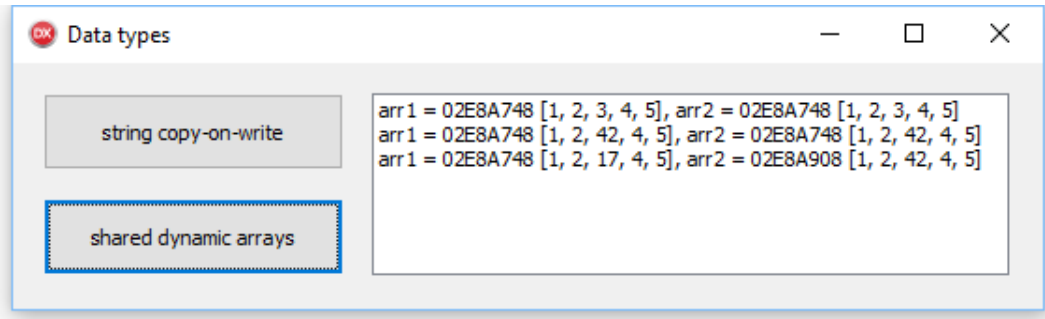 DX Data types
string copy-on-write
shared dynamic arrays
arr1 = 02E8A748 [1, 2, 3, 4, 5], arr2 = 02E8A748 [1, 2, 3, 4, 5]
arr1 = 02E8A748 [1, 2, 42, 4, 5], arr2 = 02E8A748 [1, 2, 42, 4, 5]
arr1 = 02E8A748 [1, 2, 17, 4, 5], arr2 = 02E8A908 [1, 2, 42, 4, 5]